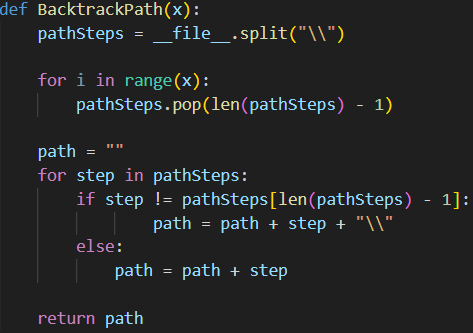 def BacktrackPath(x):
    pathSteps = __file__.split("\\")

    for i in range(x):
        pathSteps.pop(len(pathSteps) - 1)

    path = ""
    for step in pathSteps:
        if step != pathSteps[len(pathSteps) - 1]:
                path = path + step + "\\"
        else:
            path = path + step

    return path